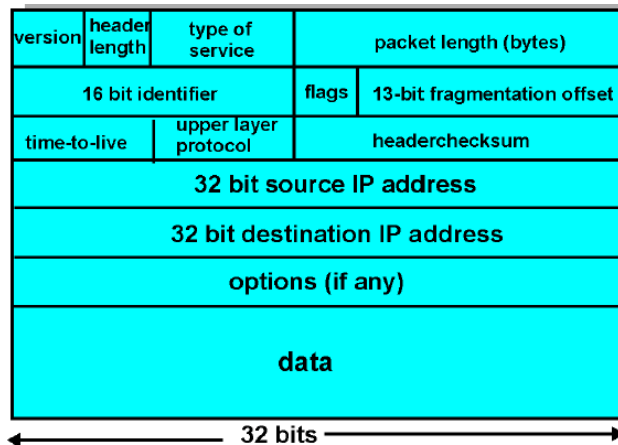 version
header
length
type of
service
packet length (bytes)
16 bit identifier
flags
13-bit fragmentation offset
time-to-live
upper layer
protocol
headerchecksum
32 bit source IP address
32 bit destination IP address
options (if any)
data
32 bits